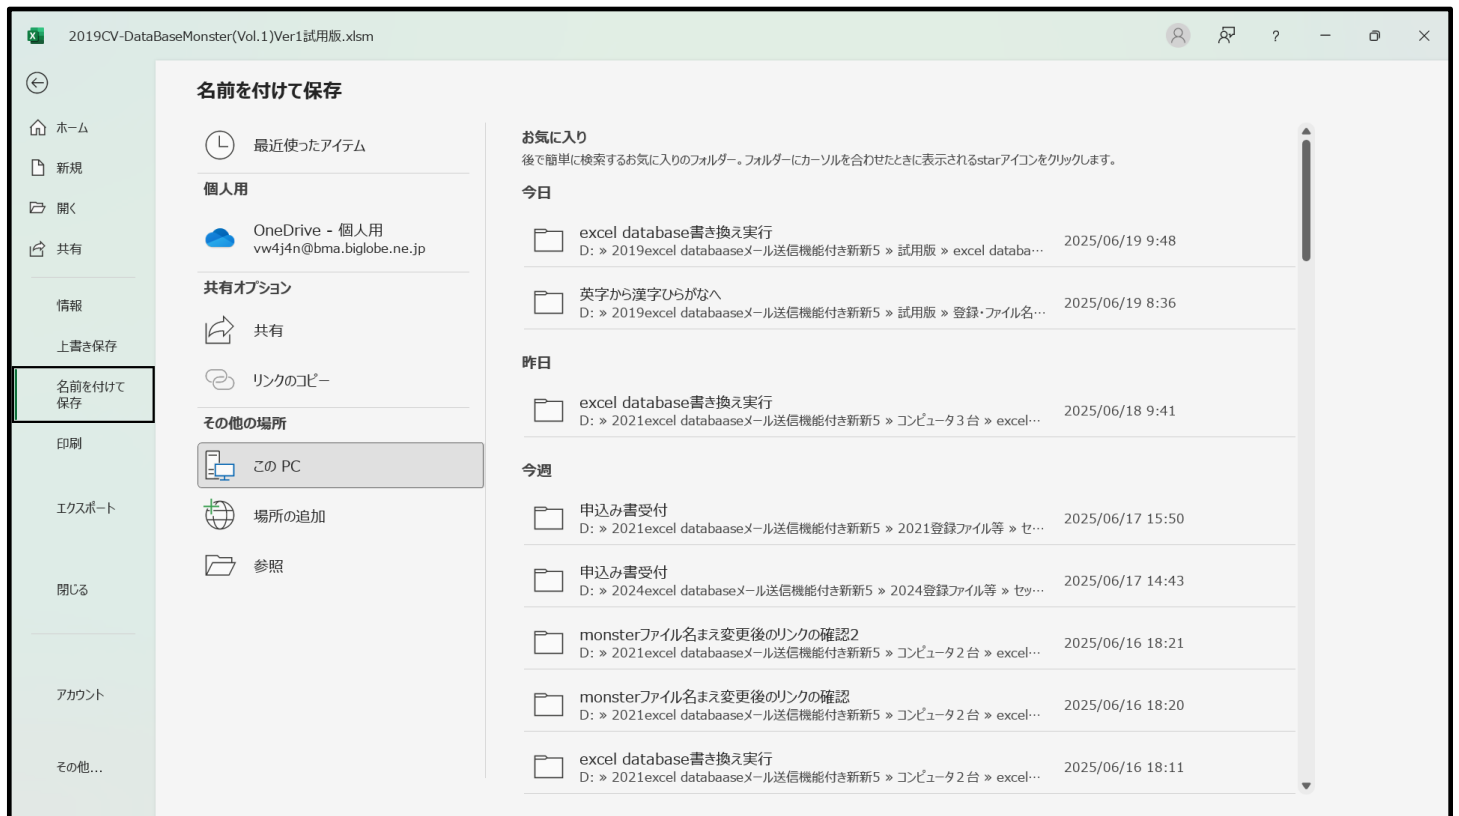 2019CV-DataBaseMonster(Vol.1)Ver1試用版.xlsm
?
ホーム
新規
開く
共有
情報
上書き保存
名前を付けて
保存
印刷
エクスポート
閉じる
アカウント
その他...
名前を付けて保存
最近使ったアイテム
個人用
OneDrive - 個人用
vw4j4n@bma.biglobe.ne.jp
共有オプション
共有
リンクのコピー
その他の場所
この PC
場所の追加
参照
お気に入り
後で簡単に検索するお気に入りのフォルダー。フォルダーにカーソルを合わせたときに表示されるstarアイコンをクリックします。
今日
excel database書き換え実行
D: » 2019excel databaaseメール送信機能付き新新5 » 試用版 » excel databa…
2025/06/19 9:48
英字から漢字ひらがなへ
D: » 2019excel databaaseメール送信機能付き新新5 » 試用版 » 登録・ファイル名…
2025/06/19 8:36
昨日
excel database書き換え実行
D: » 2021excel databaaseメール送信機能付き新新5 » コンピュータ３台 » excel…
2025/06/18 9:41
今週
申込み書受付
D: » 2021excel databaaseメール送信機能付き新新5 » 2021登録ファイル等 » セ…
2025/06/17 15:50
申込み書受付
D: » 2024excel databaseメール送信機能付き新新5 » 2024登録ファイル等 » セッ…
2025/06/17 14:43
monsterファイル名まえ変更後のリンクの確認2
D: » 2021excel databaaseメール送信機能付き新新5 » コンピュータ２台 » excel…
2025/06/16 18:21
monsterファイル名まえ変更後のリンクの確認
D: » 2021excel databaaseメール送信機能付き新新5 » コンピュータ２台 » excel…
2025/06/16 18:20
excel database書き換え実行
D: » 2021excel databaaseメール送信機能付き新新5 » コンピュータ２台 » excel…
2025/06/16 18:11